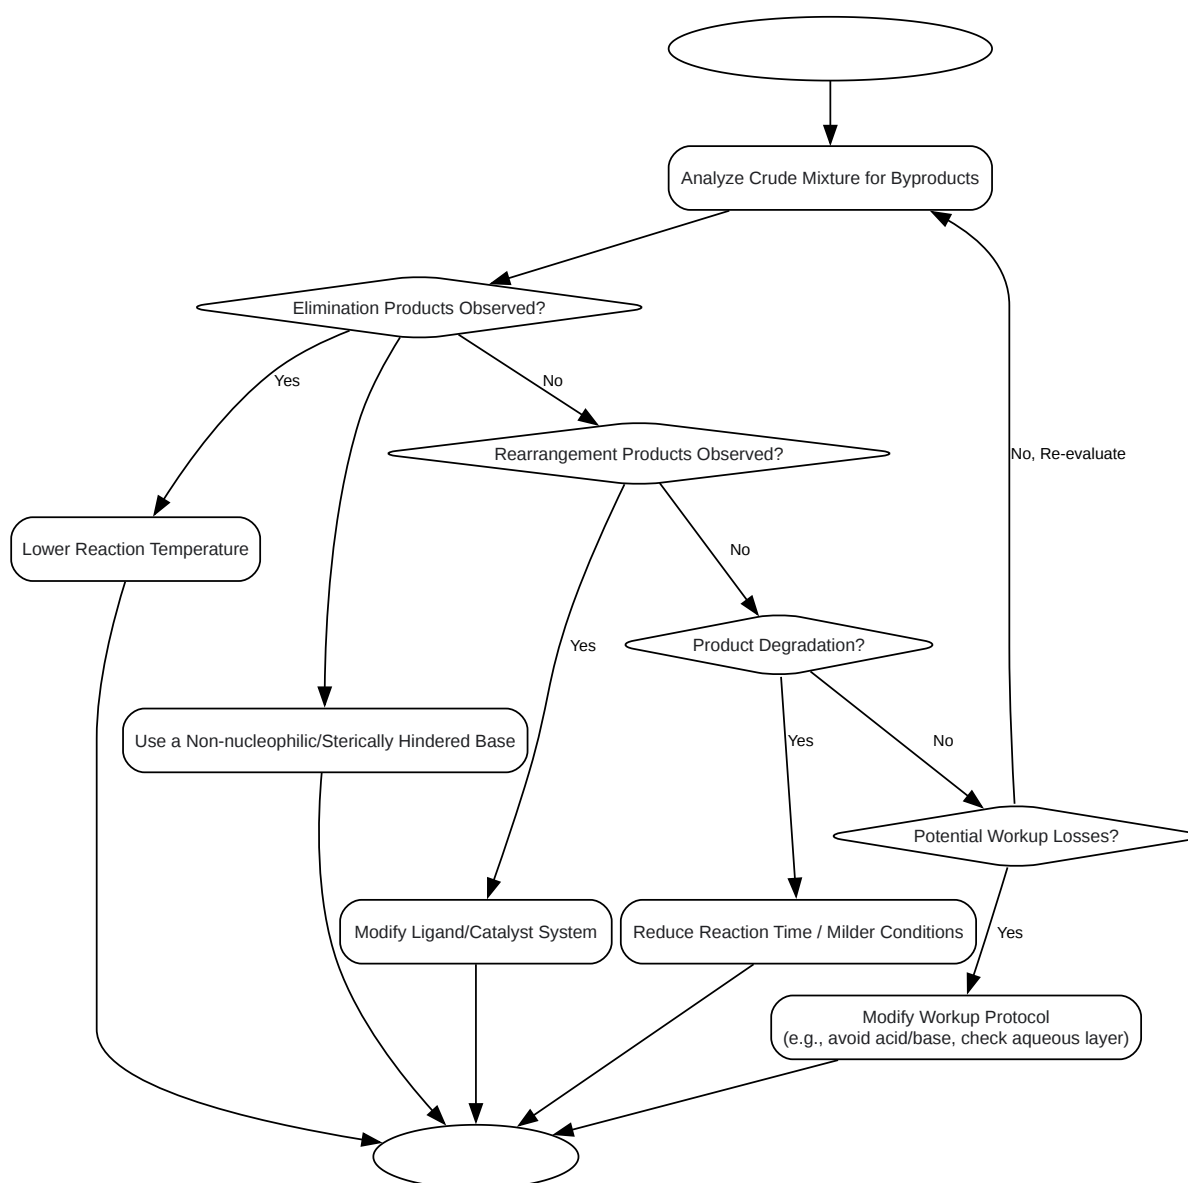 Analyze Crude Mixture for Byproducts
Elimination Products Observed?
Yes
No
Rearrangement Products Observed?
No, Re-evaluate
Lower Reaction Temperature
No
Yes
Product Degradation?
Use a Non-nucleophilic/Sterically Hindered Base
Yes
No
Potential Workup Losses?
Modify Ligand/Catalyst System
Reduce Reaction Time / Milder Conditions
Yes
Modify Workup Protocol
(e.g., avoid acid/base, check aqueous layer)